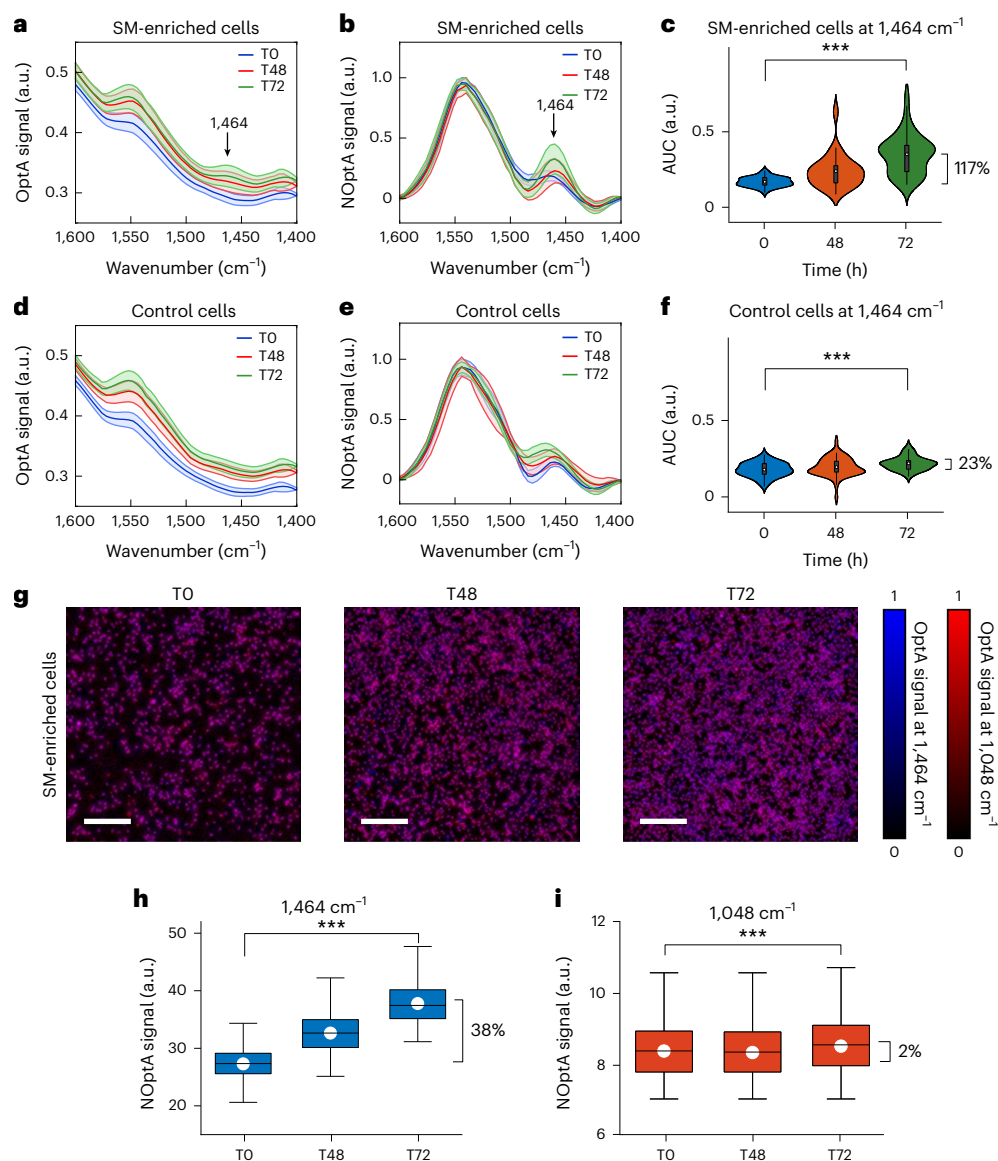 a
SM-enriched cells
OptA signal (a.u.)
0.5
0.4
0.3
T0
T48
T72
1,464
1,600 1,550 1,500 1,450 1,400
Wavenumber (cm⁻¹)
b
SM-enriched cells
NOptA signal (a.u.)
1.0
0.5
0
T0
T48
T72
1,464
1,600 1,550 1,500 1,450 1,400
Wavenumber (cm⁻¹)
c
SM-enriched cells at 1,464 cm⁻¹
***
AUC (a.u.)
0.5
0
117%
0 48 72
Time (h)
d
Control cells
OptA signal (a.u.)
0.5
0.4
0.3
T0
T48
T72
1,600 1,550 1,500 1,450 1,400
Wavenumber (cm⁻¹)
e
Control cells
NOptA signal (a.u.)
1.0
0.5
0
T0
T48
T72
1,600 1,550 1,500 1,450 1,400
Wavenumber (cm⁻¹)
f
Control cells at 1,464 cm⁻¹
***
AUC (a.u.)
0.5
0
23%
0 48 72
Time (h)
g
SM-enriched cells
T0
T48
T72
1
OptA signal at 1,464 cm⁻¹
0
1
OptA signal at 1,048 cm⁻¹
0
h
1,464 cm⁻¹
***
NOptA signal (a.u.)
50
40
30
20
38%
T0 T48 T72
i
1,048 cm⁻¹
***
NOptA signal (a.u.)
12
10
8
6
2%
T0 T48 T72